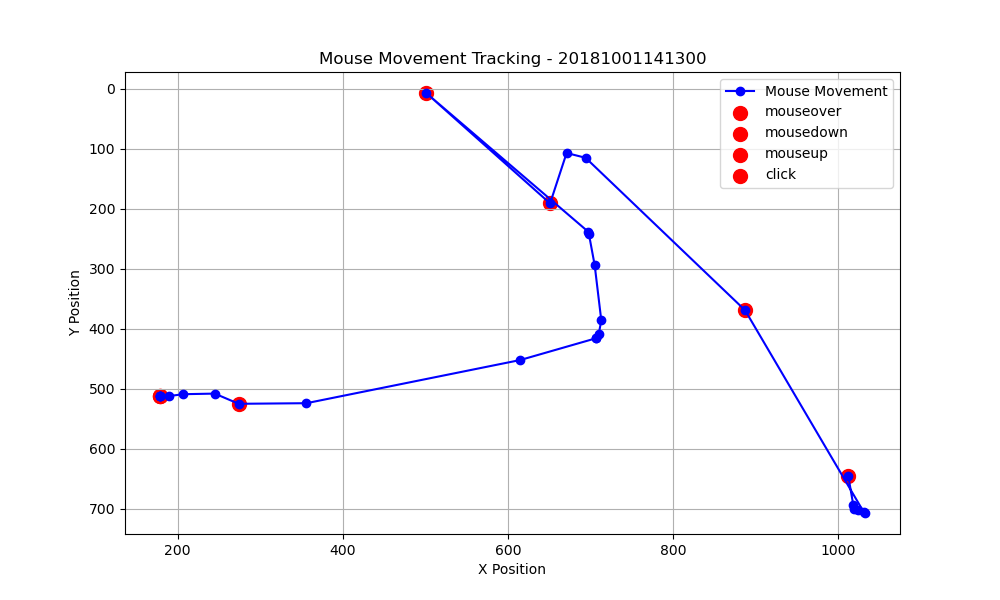 Mouse Movement Tracking - 20181001141300
Mouse Movement
mouseover
mousedown
mouseup
click
0
100
200
300
400
500
600
700
Y Position
200
400
600
800
1000
X Position